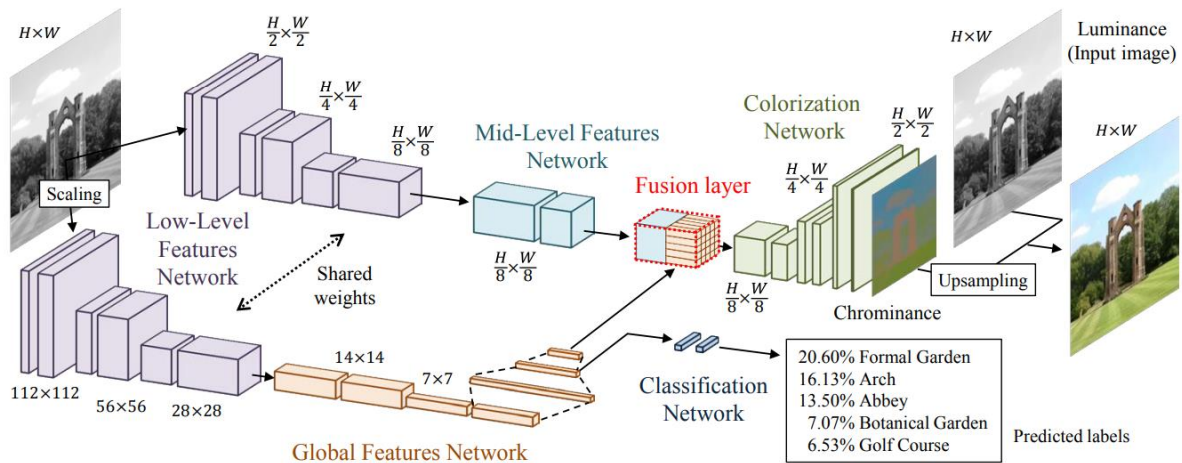 H×W
Scaling
H/2 × W/2
H/4 × W/4
H/8 × W/8
Low-Level
Features
Network
Shared
weights
112×112
56×56
28×28
14×14
7×7
Global Features Network
Mid-Level Features
Network
H/8 × W/8
Fusion layer
Classification
Network
Colorization
Network
H/8 × W/8
H/4 × W/4
H/2 × W/2
Chrominance
H×W
Luminance
(Input image)
H×W
Upsampling
20.60% Formal Garden
16.13% Arch
13.50% Abbey
7.07% Botanical Garden
6.53% Golf Course
Predicted labels